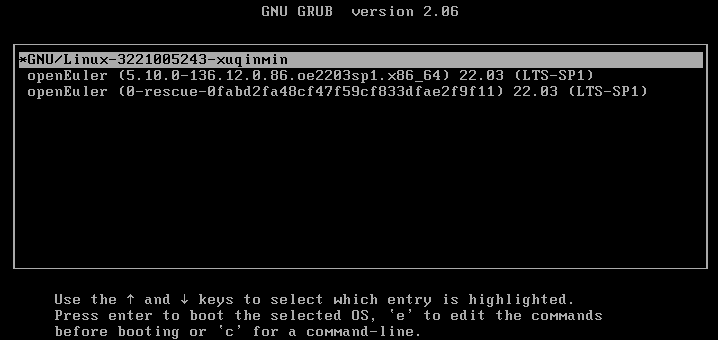 GNU GRUB  version 2.06
*GNU/Linux-3221005243-xuqinmin
openEuler (5.10.0-136.12.0.86.oe2203sp1.x86_64) 22.03 (LTS-SP1)
openEuler (0-rescue-0fabd2fa48cf47f59cf833dfae2f9f11) 22.03 (LTS-SP1)
Use the ↑ and ↓ keys to select which entry is highlighted.
Press enter to boot the selected OS, `e' to edit the commands
before booting or `c' for a command-line.